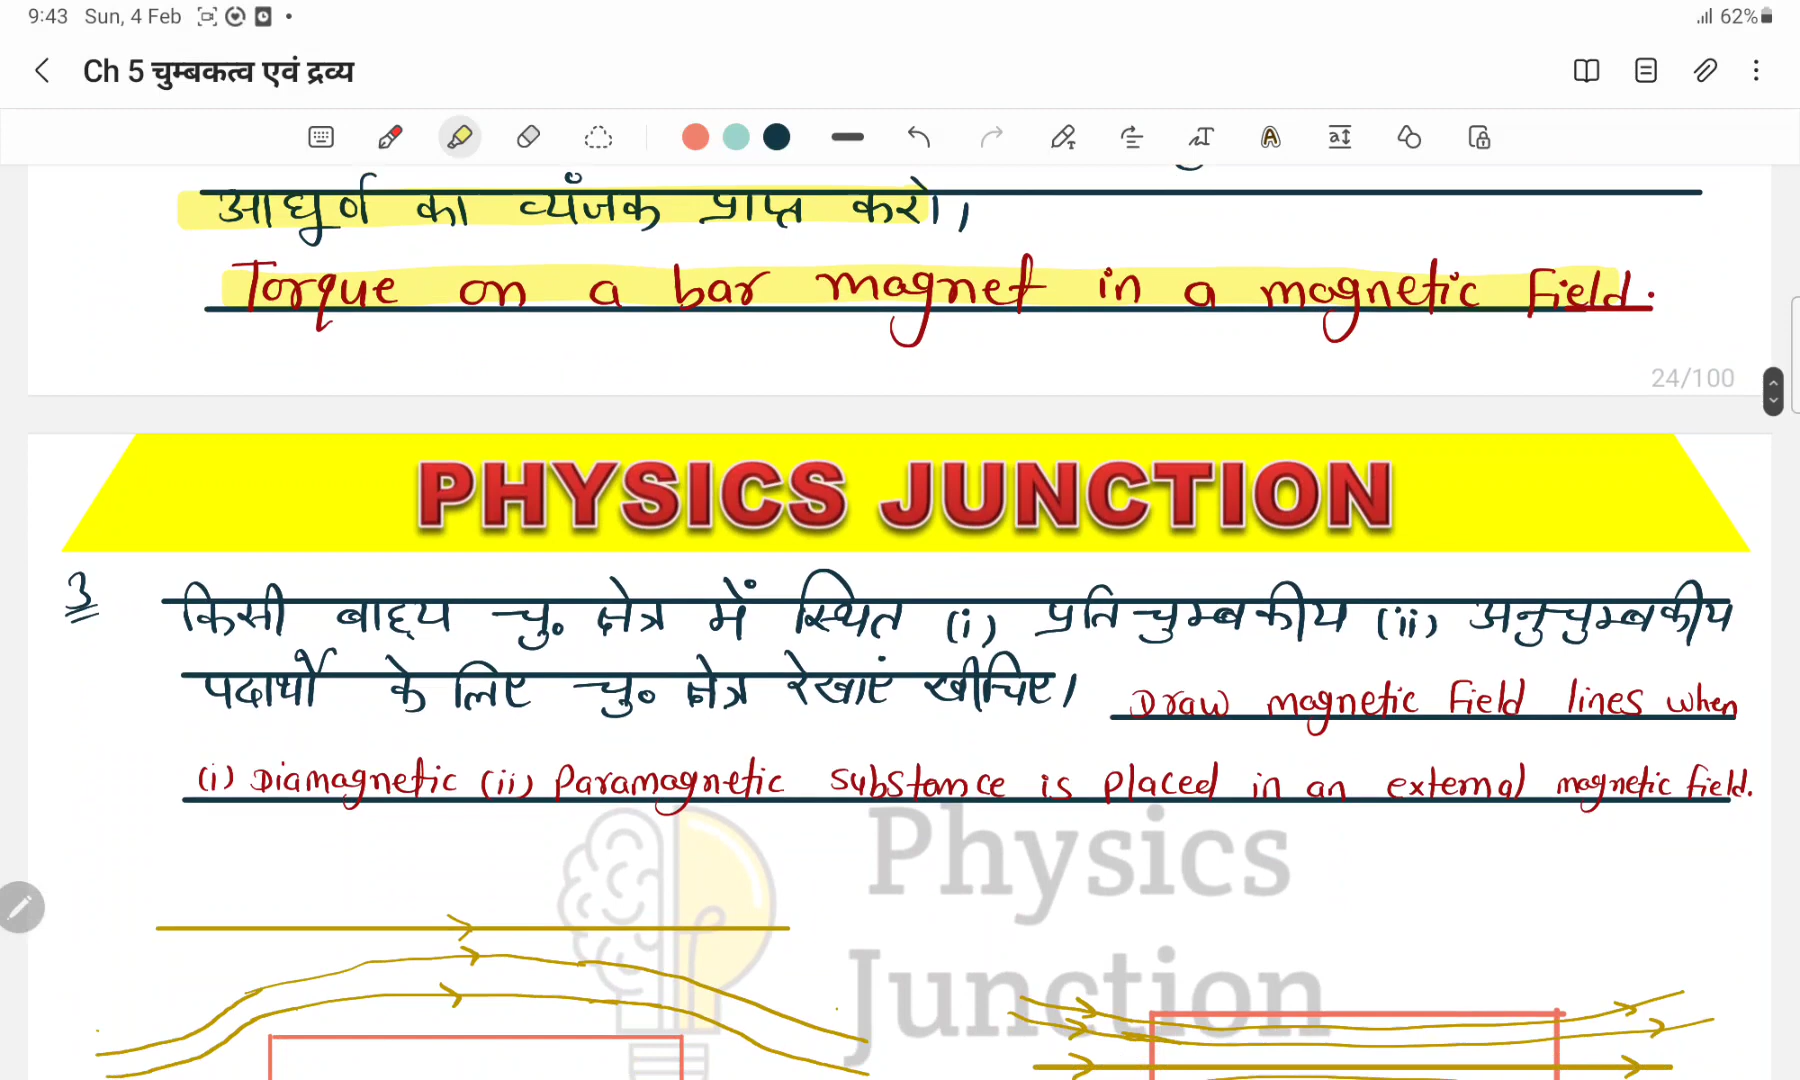 9:43 Sun, 4 Feb
62%
Ch 5 चुम्बकत्व एवं द्रव्य
आघूर्ण का व्यंजक प्राप्त करो।
Torque on a bar magnet in a magnetic field.
24/100
PHYSICS JUNCTION
3 किसी बाह्य चु० क्षेत्र में स्थित (i) प्रतिचुम्बकीय (ii) अनुचुम्बकीय
पदार्थो के लिए चु० क्षेत्र रेखाएं खीचिए। Draw magnetic field lines when
(i) Diamagnetic (ii) Paramagnetic substance is placed in an external magnetic field.
Physics
Junction